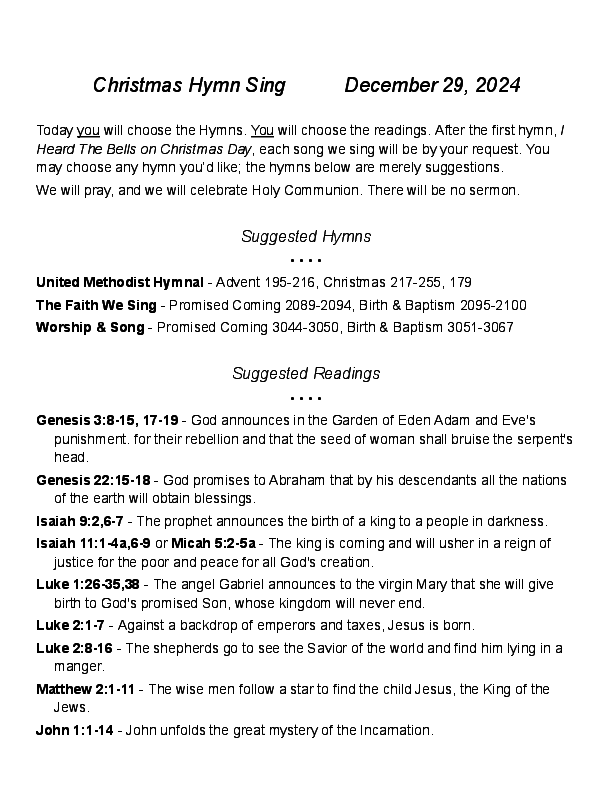 Christmas Hymn Sing December 29, 2024
Today you will choose the Hymns. You will choose the readings. After the first hymn, I
Heard The Bells on Christmas Day, each song we sing will be by your request. You
may choose any hymn you'd like; the hymns below are merely suggestions.
We will pray, and we will celebrate Holy Communion. There will be no sermon.
Suggested Hymns
• • • •
United Methodist Hymnal - Advent 195-216, Christmas 217-255, 179
The Faith We Sing - Promised Coming 2089-2094, Birth & Baptism 2095-2100
Worship & Song - Promised Coming 3044-3050, Birth & Baptism 3051-3067
Suggested Readings
• • • •
Genesis 3:8-15, 17-19 - God announces in the Garden of Eden Adam and Eve's
punishment. for their rebellion and that the seed of woman shall bruise the serpent's
head.
Genesis 22:15-18 - God promises to Abraham that by his descendants all the nations
of the earth will obtain blessings.
Isaiah 9:2,6-7 - The prophet announces the birth of a king to a people in darkness.
Isaiah 11:1-4a,6-9 or Micah 5:2-5a - The king is coming and will usher in a reign of
justice for the poor and peace for all God's creation.
Luke 1:26-35,38 - The angel Gabriel announces to the virgin Mary that she will give
birth to God's promised Son, whose kingdom will never end.
Luke 2:1-7 - Against a backdrop of emperors and taxes, Jesus is born.
Luke 2:8-16 - The shepherds go to see the Savior of the world and find him lying in a
manger.
Matthew 2:1-11 - The wise men follow a star to find the child Jesus, the King of the
Jews.
John 1:1-14 - John unfolds the great mystery of the Incarnation.